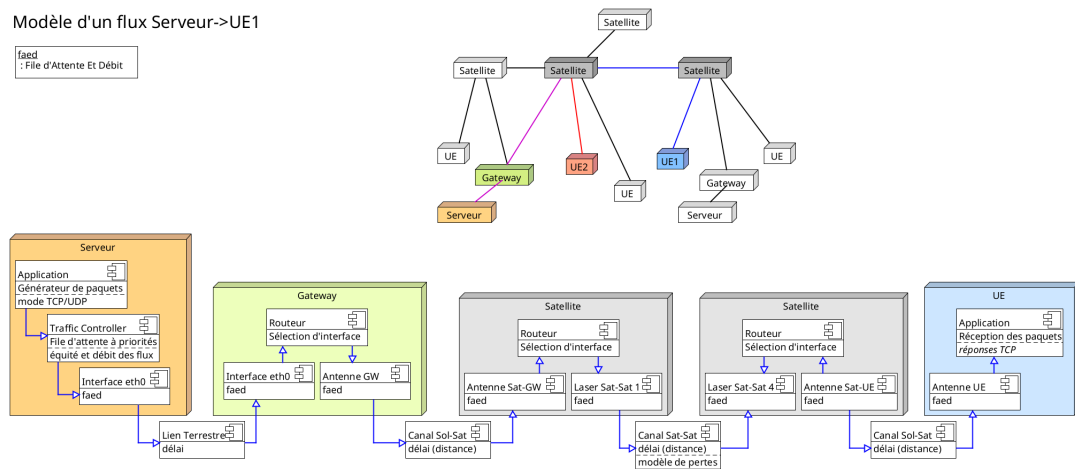 Modèle d'un flux Serveur->UE1
faed
: File d'Attente Et Débit
Satellite
Satellite
Satellite
Satellite
UE
Gateway
UE2
UE
UE1
Gateway
UE
Serveur
Serveur
Serveur
Application
Générateur de paquets
mode TCP/UDP
Traffic Controller
File d'attente à priorités
équité et débit des flux
Interface eth0
faed
Lien Terrestre
délai
Gateway
Routeur
Sélection d'interface
Interface eth0
faed
Antenne GW
faed
Canal Sol-Sat
délai (distance)
Satellite
Routeur
Sélection d'interface
Antenne Sat-GW
faed
Laser Sat-Sat 1
faed
Canal Sat-Sat
délai (distance)
modèle de pertes
Satellite
Routeur
Sélection d'interface
Laser Sat-Sat 4
faed
Antenne Sat-UE
faed
Canal Sol-Sat
délai (distance)
UE
Application
Réception des paquets
réponses TCP
Antenne UE
faed